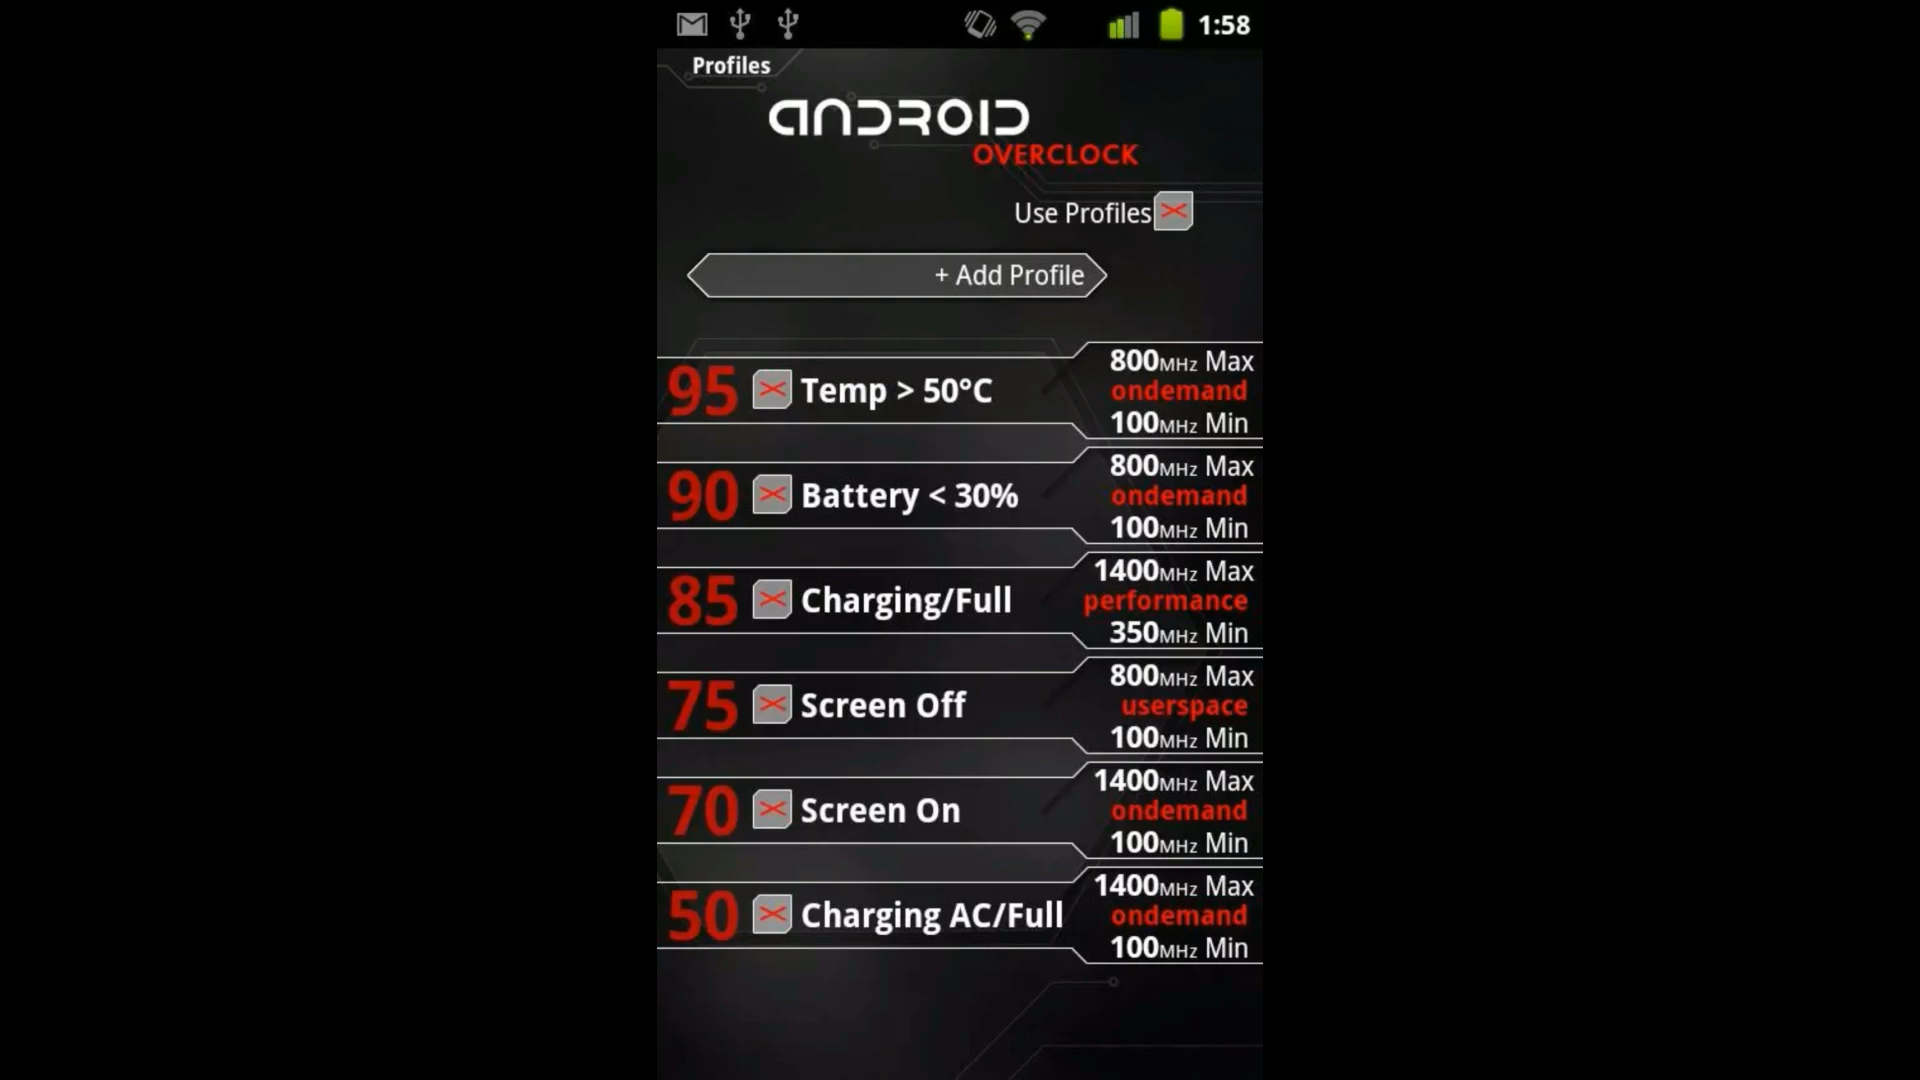 1:58
Profiles
ANDROID
OVERCLOCK
Use Profiles
+ Add Profile
95 Temp > 50°C
800MHz Max
ondemand
100MHz Min
90 Battery < 30%
800MHz Max
ondemand
100MHz Min
85 Charging/Full
1400MHz Max
performance
350MHz Min
75 Screen Off
800MHz Max
userspace
100MHz Min
70 Screen On
1400MHz Max
ondemand
100MHz Min
50 Charging AC/Full
1400MHz Max
ondemand
100MHz Min